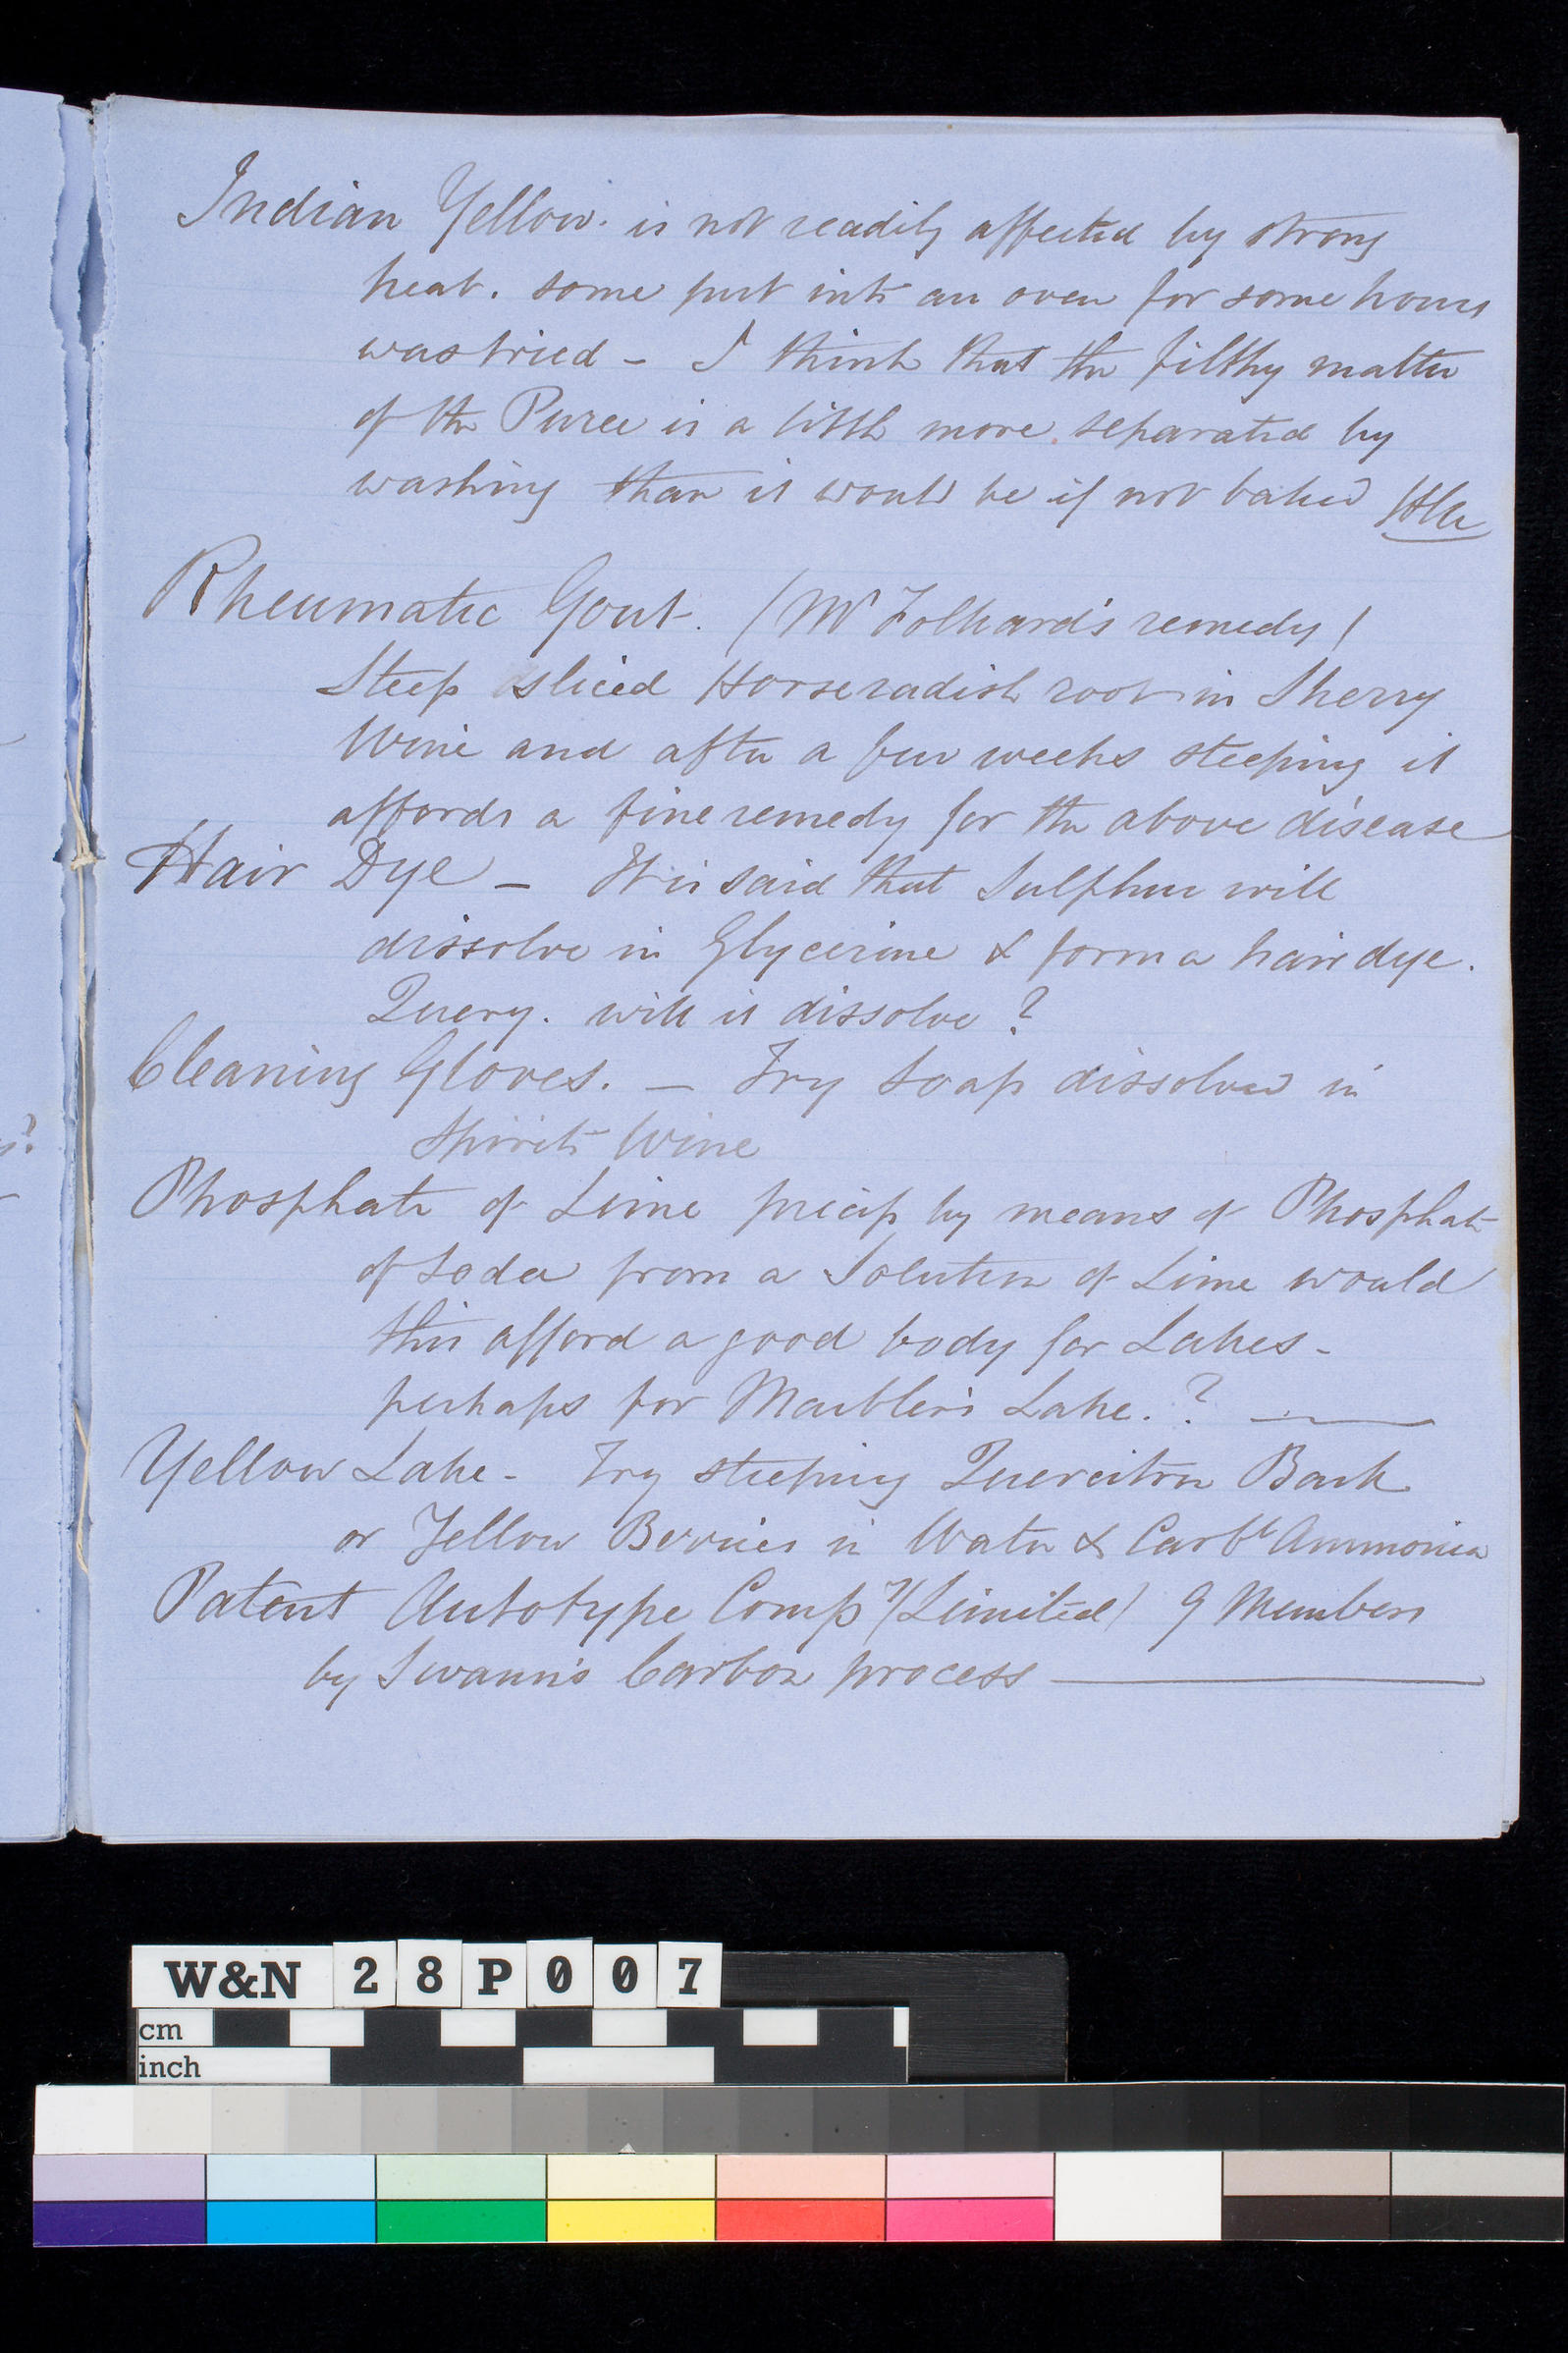 Indian Yellow. is not readily affected by strong
heat. some put into an oven for some hours
was tried – I think that the filthy matter
of the Puree is a little more separated by
washing than it would be if not baked
Rheumatic Gout. (Mr Folkard's remedy)
Steep sliced Horseradish root in Sherry
Wine and after a few weeks steeping it
affords a fine remedy for the above disease
Hair Dye – It is said that Sulphur will
dissolve in Glycerine & form a hair dye.
Query. will it dissolve ?
Cleaning Gloves. – Try Soap dissolved in
Spirits Wine
Phosphate of Lime precip by means of Phosphate
of Soda from a Solution of Lime would
this afford a good body for Lakes –
perhaps for Marbler's Lake. ? —
Yellow Lake – Try steeping Quercitron Bark
or Yellow Berries in Water & Carbte Ammonia
Patent Autotype Compy (Limited) 9 Members
by Swann's Carbon process —
W&N 28P007
cm
inch